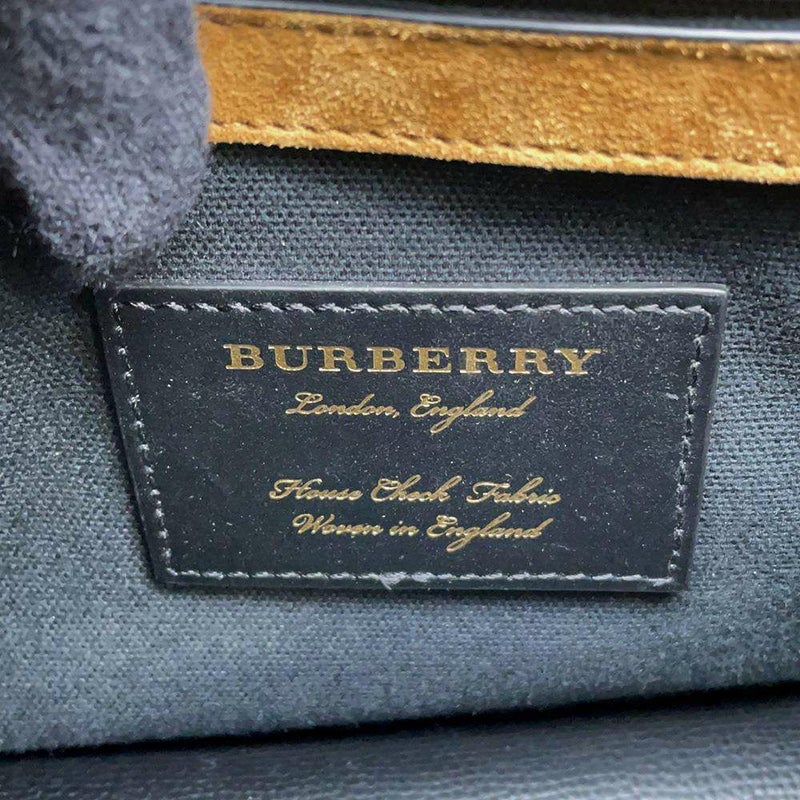 BURBERRY
London, England
House Check Fabric
Woven in England